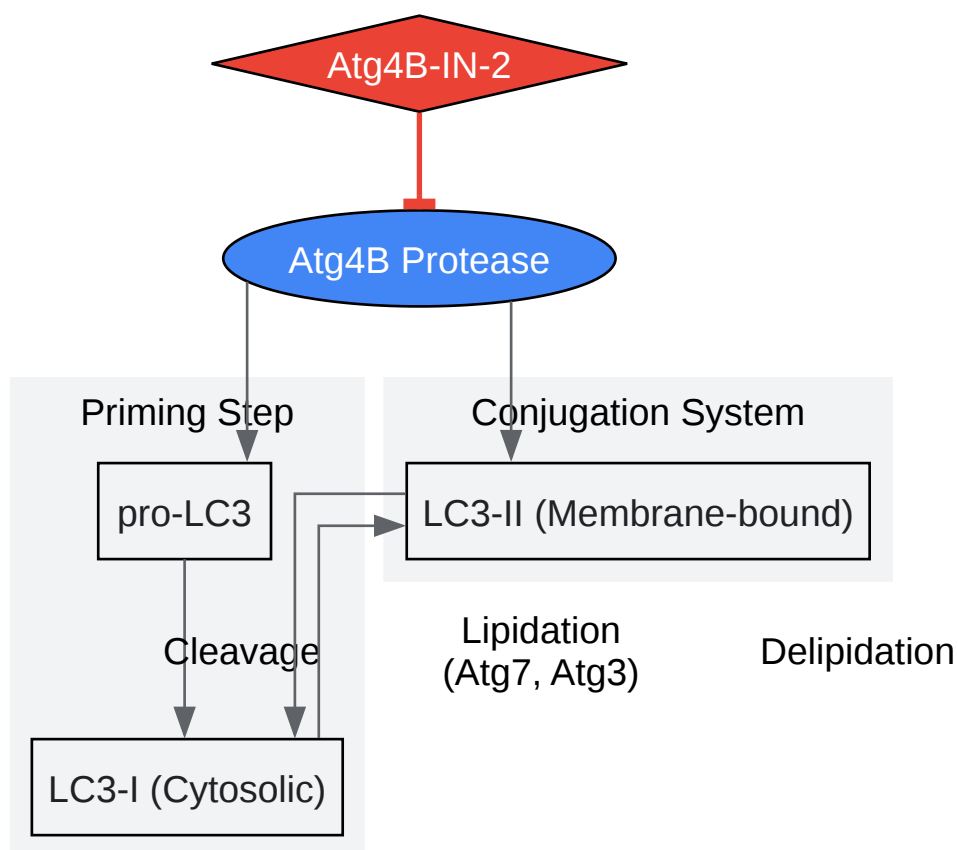 Atg4B-IN-2
Atg4B Protease
Priming Step
Conjugation System
pro-LC3
LC3-II (Membrane-bound)
Cleavage
Lipidation
(Atg7, Atg3)
Delipidation
LC3-I (Cytosolic)